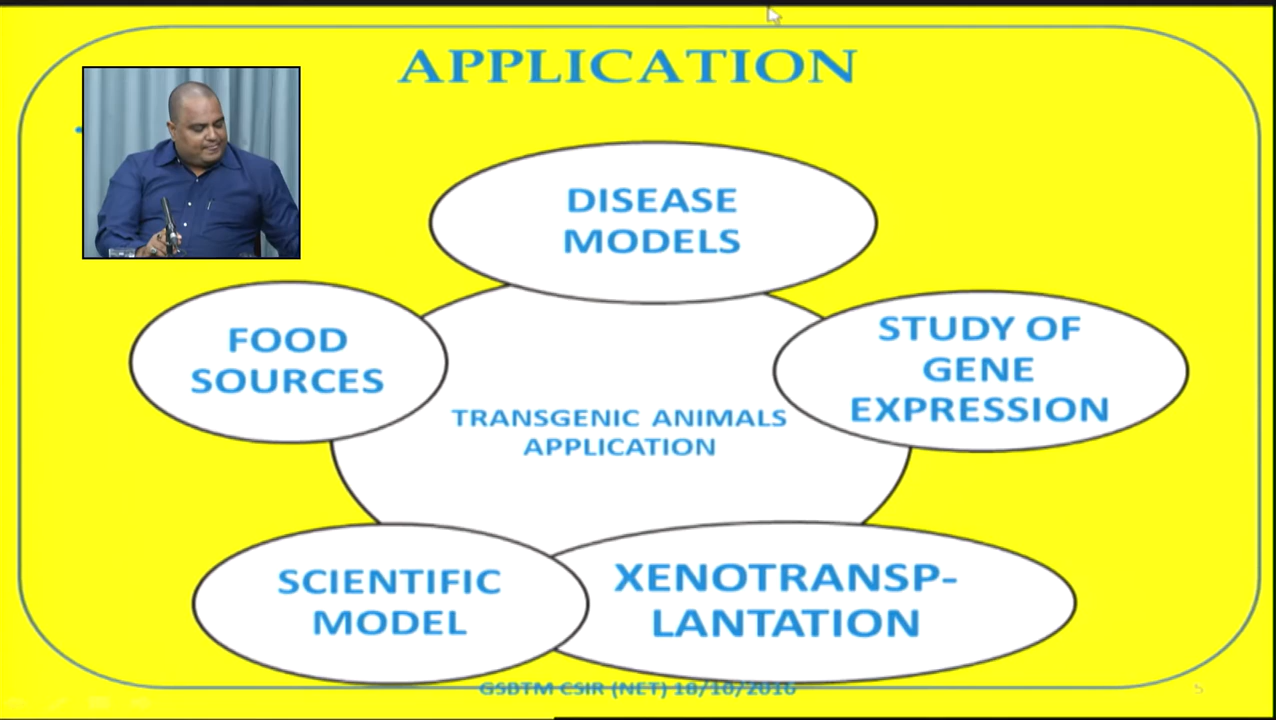 APPLICATION
DISEASE
MODELS
FOOD
SOURCES
STUDY OF
GENE
EXPRESSION
TRANSGENIC ANIMALS
APPLICATION
SCIENTIFIC
MODEL
XENOTRANSP-
LANTATION
GSBTM CSIR (NET) 18/10/2016
5